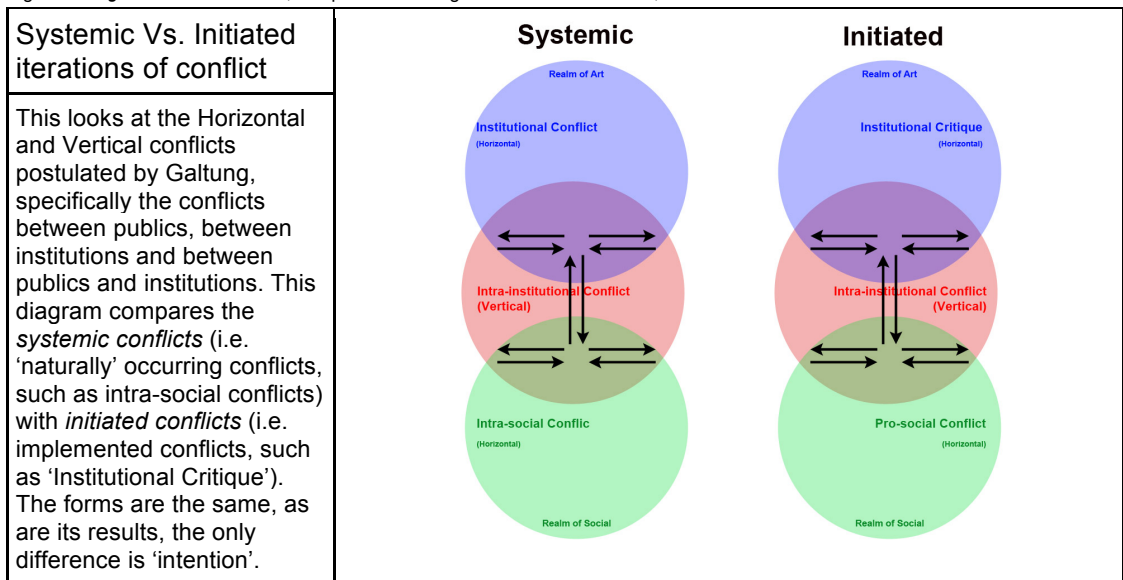 Systemic Vs. Initiated
iterations of conflict
This looks at the Horizontal
and Vertical conflicts
postulated by Galtung,
specifically the conflicts
between publics, between
institutions and between
publics and institutions. This
diagram compares the
systemic conflicts (i.e.
‘naturally’ occurring conflicts,
such as intra-social conflicts)
with initiated conflicts (i.e.
implemented conflicts, such
as ‘Institutional Critique’).
The forms are the same, as
are its results, the only
difference is ‘intention’.
Systemic
Realm of Art
Institutional Conflict
(Horizontal)
Intra-institutional Conflict
(Vertical)
Intra-social Conflic
(Horizontal)
Realm of Social
Initiated
Realm of Art
Institutional Critique
(Horizontal)
Intra-institutional Conflict
(Vertical)
Pro-social Conflict
(Horizontal)
Realm of Social